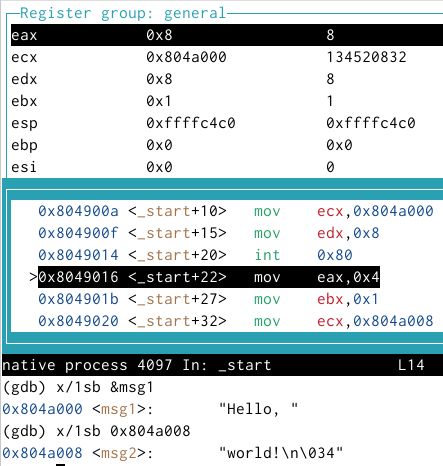 Register group: general
eax 0x8 8
ecx 0x804a000 134520832
edx 0x8 8
ebx 0x1 1
esp 0xffffc4c0 0xffffc4c0
ebp 0x0 0x0
esi 0x0 0
0x804900a <_start+10> mov ecx,0x804a000
0x804900f <_start+15> mov edx,0x8
0x8049014 <_start+20> int 0x80
>0x8049016 <_start+22> mov eax,0x4
0x804901b <_start+27> mov ebx,0x1
0x8049020 <_start+32> mov ecx,0x804a008
native process 4097 In: _start L14
(gdb) x/1sb &msg1
0x804a000 <msg1>: "Hello, "
(gdb) x/1sb 0x804a008
0x804a008 <msg2>: "world!\n\034"